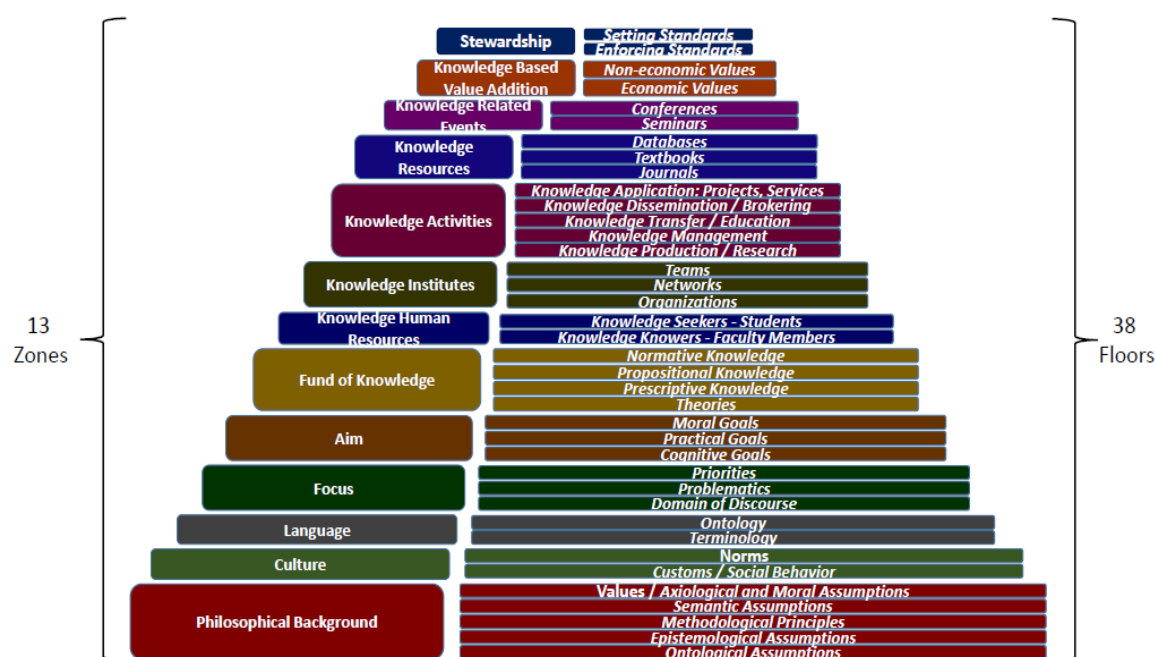 Stewardship
Setting Standards
Enforcing Standards
Knowledge Based
Value Addition
Non-economic Values
Economic Values
Knowledge Related
Events
Conferences
Seminars
Knowledge
Resources
Databases
Textbooks
Journals
Knowledge Activities
Knowledge Application: Projects, Services
Knowledge Dissemination / Brokering
Knowledge Transfer / Education
Knowledge Management
Knowledge Production / Research
Knowledge Institutes
Teams
Networks
Organizations
13
Zones
38
Floors
Knowledge Human
Resources
Knowledge Seekers - Students
Knowledge Knowers - Faculty Members
Fund of Knowledge
Normative Knowledge
Propositional Knowledge
Prescriptive Knowledge
Theories
Aim
Moral Goals
Practical Goals
Cognitive Goals
Focus
Priorities
Problematics
Domain of Discourse
Language
Ontology
Terminology
Culture
Norms
Customs / Social Behavior
Philosophical Background
Values / Axiological and Moral Assumptions
Semantic Assumptions
Methodological Principles
Epistemological Assumptions
Ontological Assumptions